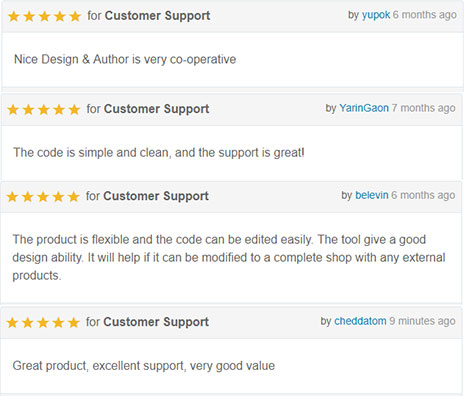 for Customer Support by yupok 6 months ago
Nice Design & Author is very co-operative
for Customer Support by YarinGaon 7 months ago
The code is simple and clean, and the support is great!
for Customer Support by belevin 6 months ago
The product is flexible and the code can be edited easily. The tool give a good
design ability. It will help if it can be modified to a complete shop with any external
products.
for Customer Support by cheddatom 9 minutes ago
Great product, excellent support, very good value